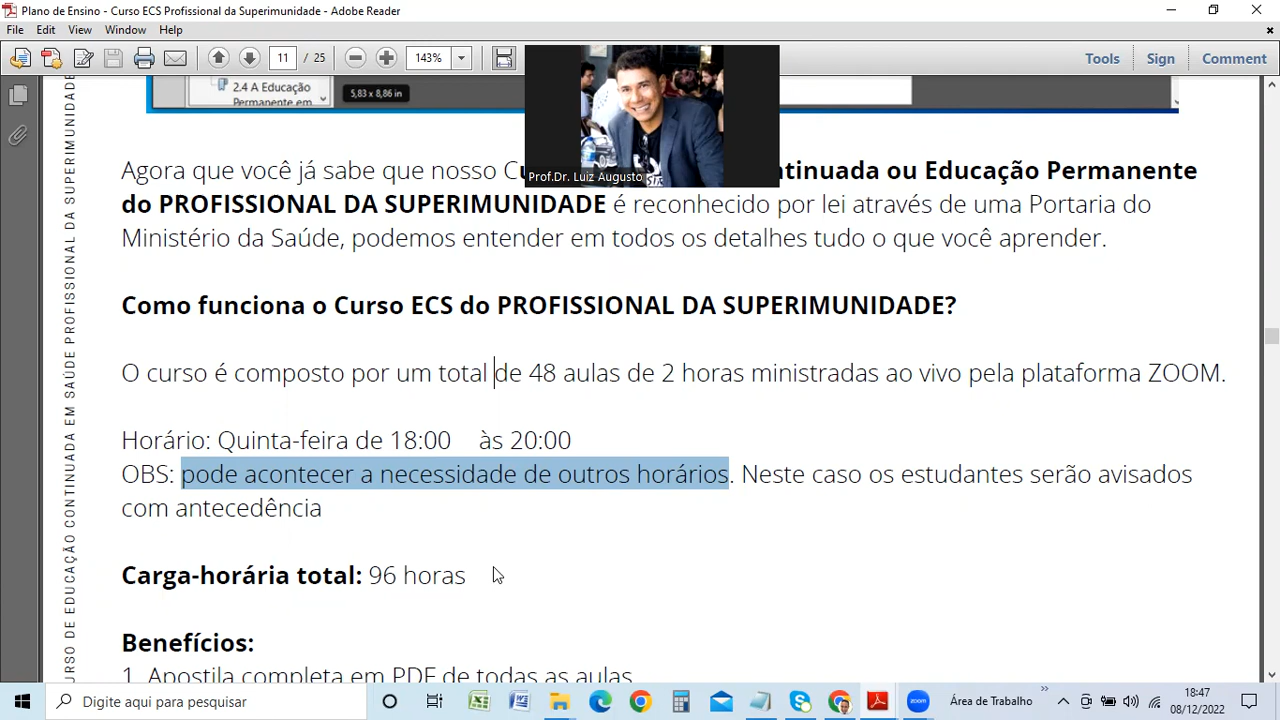 Plano de Ensino - Curso ECS Profissional da Superimunidade - Adobe Reader
File Edit View Window Help
11 / 25 143% Tools Sign Comment
2.4 A Educação
Permanente em
5,83 x 8,86 in
Prof.Dr. Luiz Augusto
Agora que você já sabe que nosso C tinuada ou Educação Permanente
do PROFISSIONAL DA SUPERIMUNIDADE é reconhecido por lei através de uma Portaria do
Ministério da Saúde, podemos entender em todos os detalhes tudo o que você aprender.
Como funciona o Curso ECS do PROFISSIONAL DA SUPERIMUNIDADE?
O curso é composto por um total de 48 aulas de 2 horas ministradas ao vivo pela plataforma ZOOM.
Horário: Quinta-feira de 18:00 às 20:00
OBS: pode acontecer a necessidade de outros horários. Neste caso os estudantes serão avisados
com antecedência
Carga-horária total: 96 horas
Benefícios:
1. Apostila completa em PDF de todas as aulas
URSO DE EDUCAÇÃO CONTINUADA EM SAÚDE PROFISSIONAL DA SUPERIMUNIDADE
Digite aqui para pesquisar
Área de Trabalho
18:47
08/12/2022